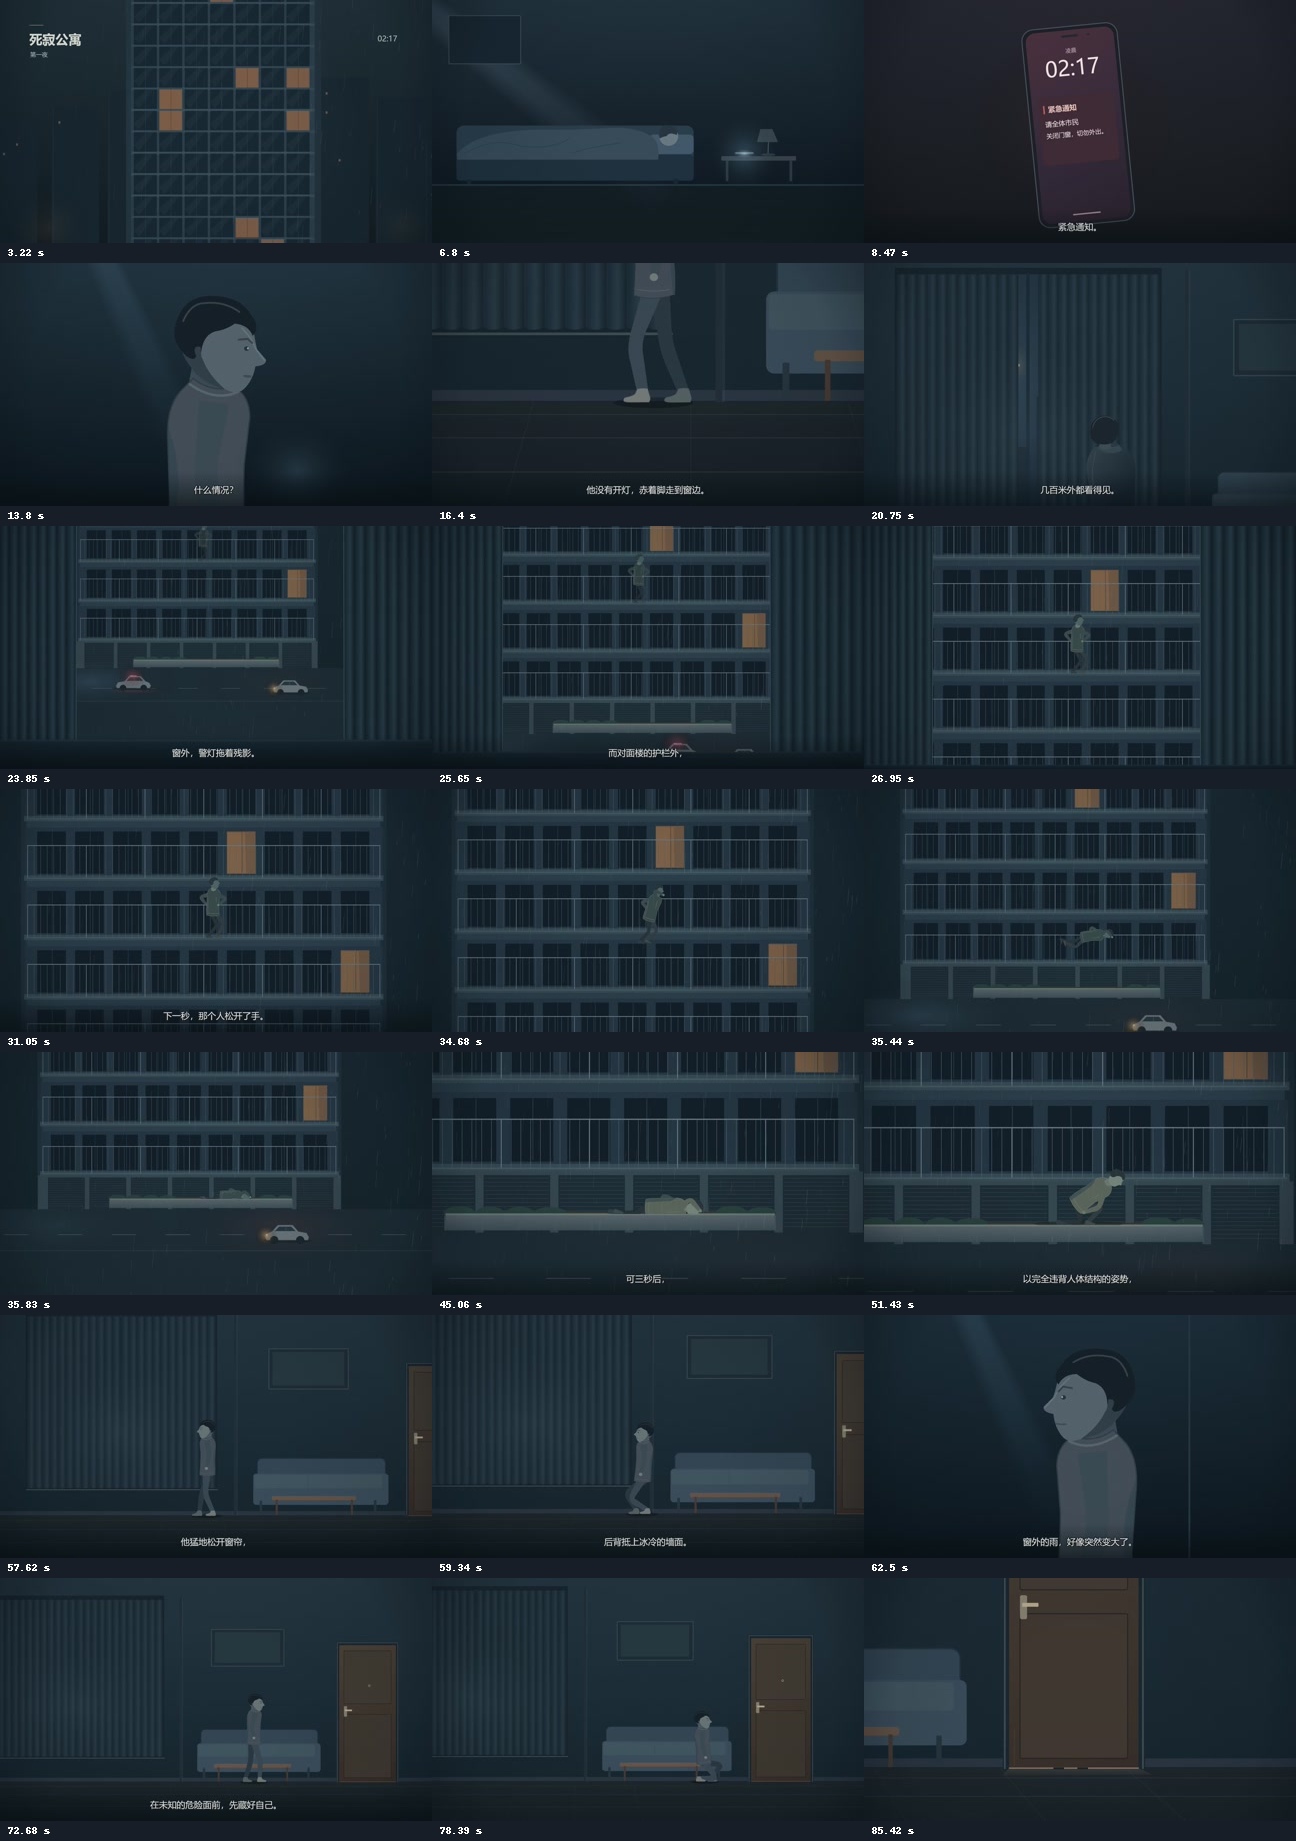 死寂公寓
02:17
第一夜
凌晨
02:17
紧急通知
请全体市民
关闭门窗，切勿外出。
紧急通知。
3.22 s
6.8 s
8.47 s
什么情况?
他没有开灯，赤着脚走到窗边。
几百米外都看得见。
13.8 s
16.4 s
20.75 s
窗外，警灯拖着残影。
而对面楼的护栏外，
23.85 s
25.65 s
26.95 s
下一秒，那个人松开了手。
31.05 s
34.68 s
35.44 s
可三秒后，
以完全违背人体结构的姿势，
35.83 s
45.06 s
51.43 s
他猛地松开窗帘，
后背抵上冰冷的墙面。
窗外的雨，好像突然变大了。
57.62 s
59.34 s
62.5 s
在未知的危险面前，先藏好自己。
72.68 s
78.39 s
85.42 s